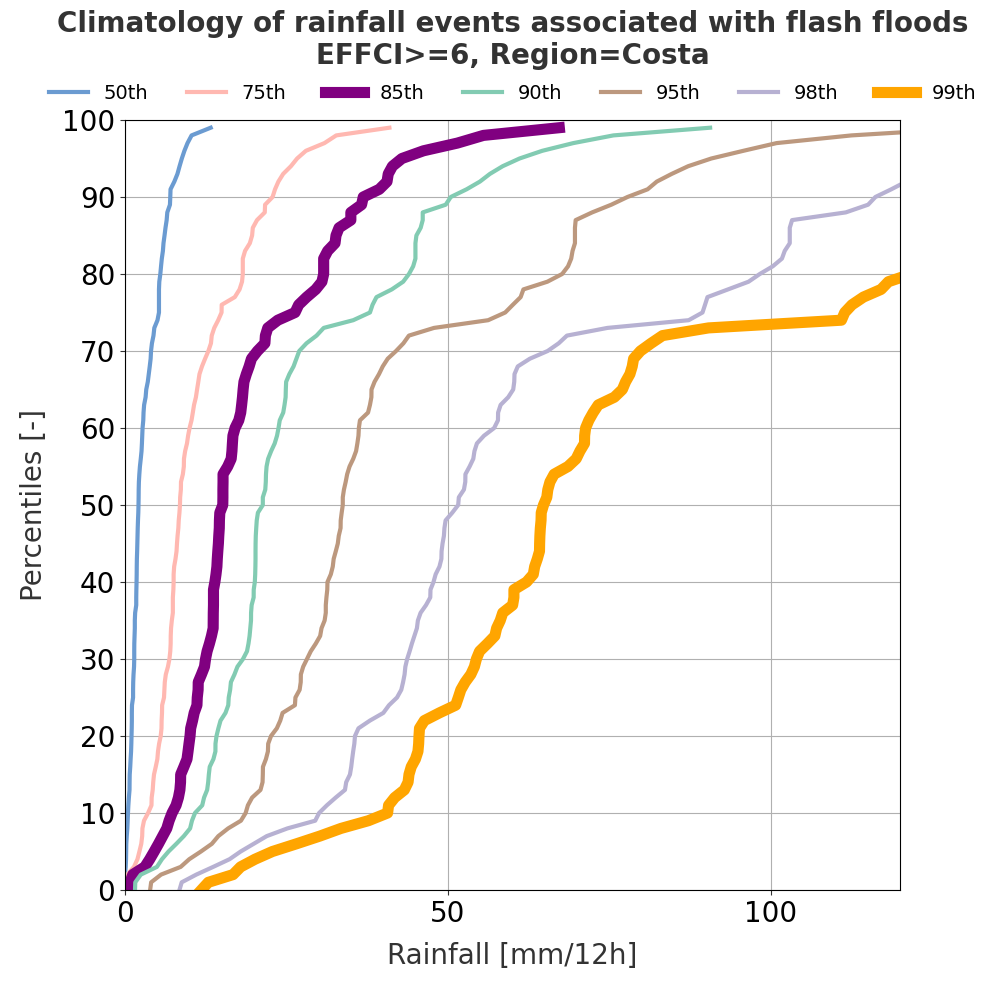 Climatology of rainfall events associated with flash floods
EFFCI>=6, Region=Costa
50th 75th 85th 90th 95th 98th 99th
100
90
80
70
60
50
40
30
20
10
0
Percentiles [-]
0 50 100
Rainfall [mm/12h]